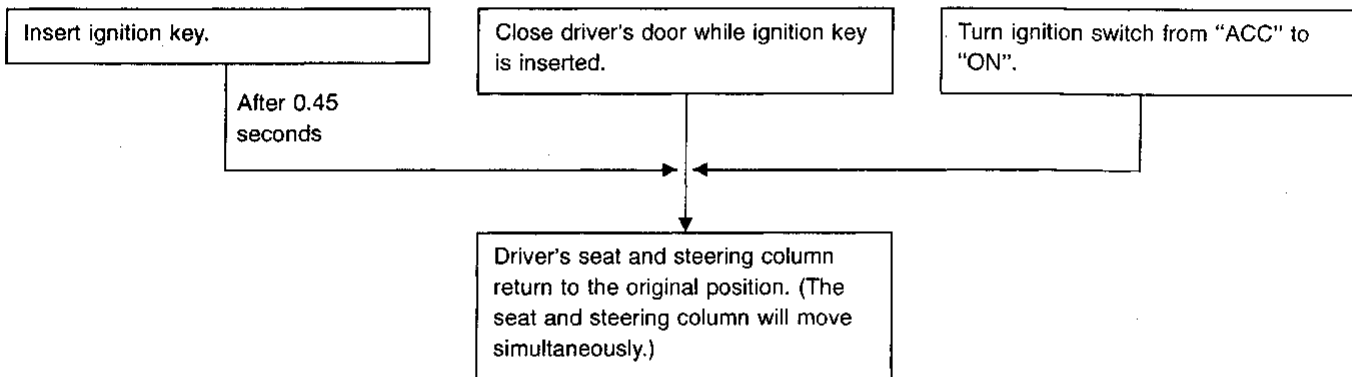 Insert ignition key.
Close driver's door while ignition key
is inserted.
Turn ignition switch from “ACC” to
“ON”.
After 0.45
seconds
Driver's seat and steering column
return to the original position. (The
seat and steering column will move
simultaneously.)